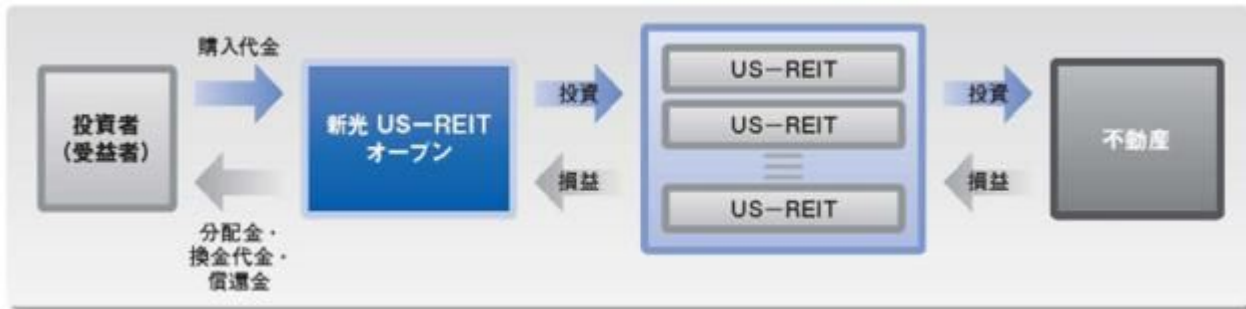 購入代金
投資者
（受益者）
分配金・
換金代金・
償還金
新光 US－REIT
オープン
投資
損益
US－REIT
US－REIT
US－REIT
投資
損益
不動産